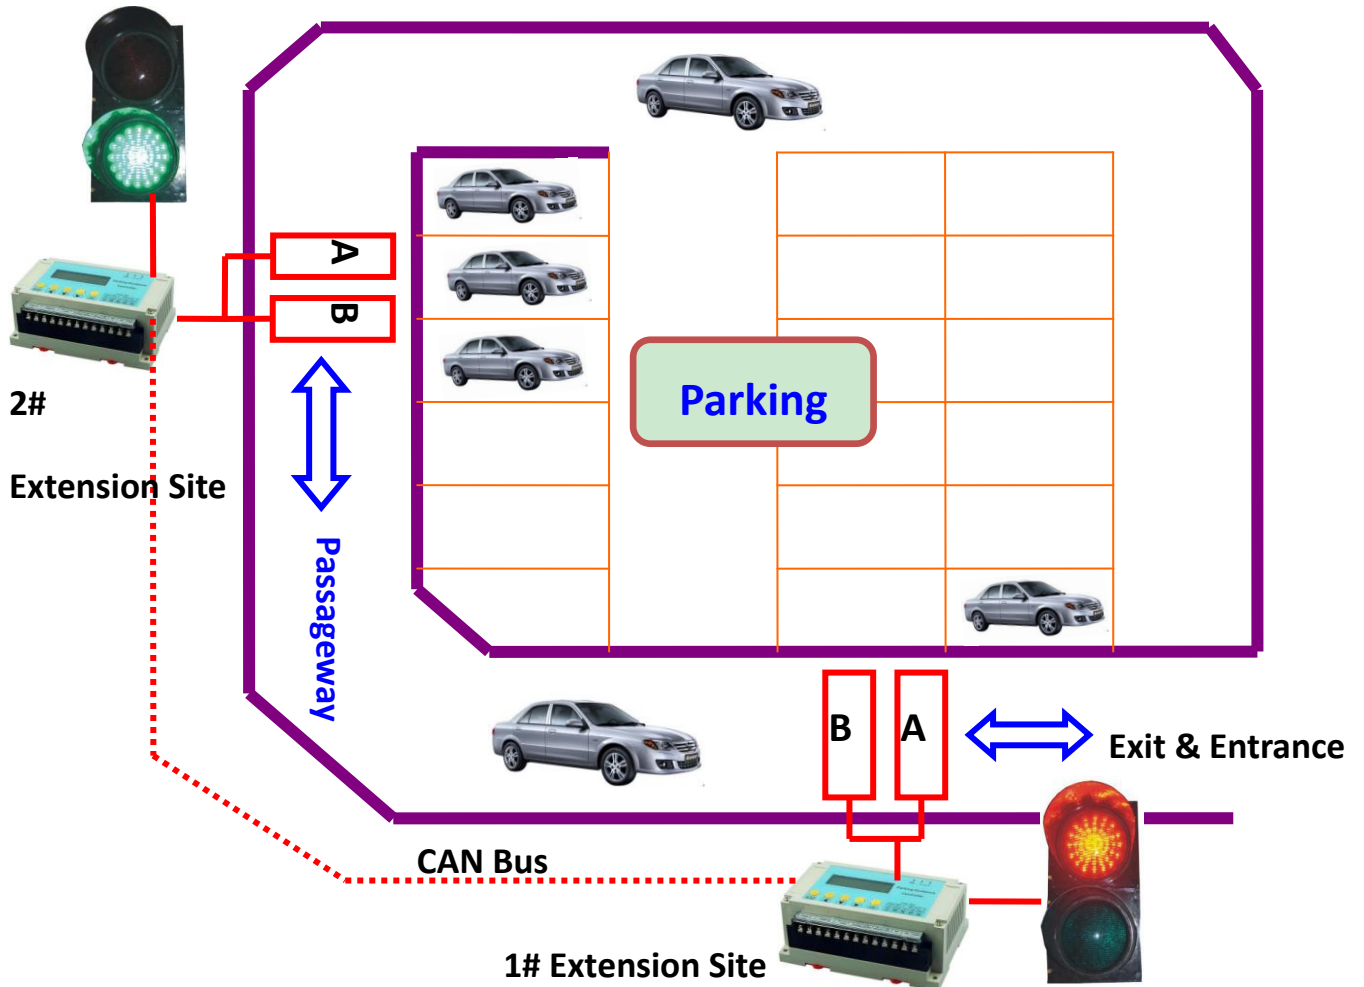 A
B
Parking
2#
Extension Site
Passageway
B
A
Exit & Entrance
CAN Bus
1# Extension Site